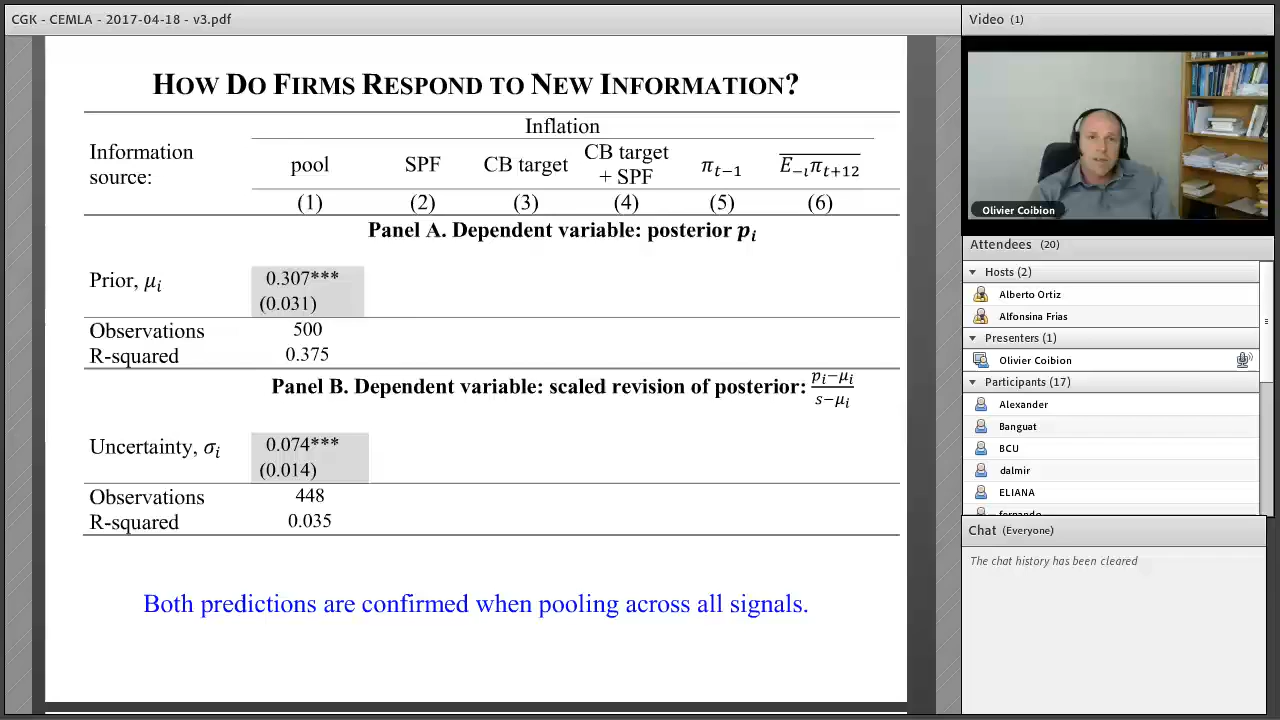 CGK - CEMLA - 2017-04-18 - v3.pdf
HOW DO FIRMS RESPOND TO NEW INFORMATION?
Inflation
Information source:
pool
SPF
CB target
CB target + SPF
π_{t−1}
\overline{E_{−i}π_{t+12}}
(1) (2) (3) (4) (5) (6)
Panel A. Dependent variable: posterior p_i
Prior, μ_i 0.307***
(0.031)
Observations 500
R-squared 0.375
Panel B. Dependent variable: scaled revision of posterior: \frac{p_i−μ_i}{s−μ_i}
Uncertainty, σ_i 0.074***
(0.014)
Observations 448
R-squared 0.035
Both predictions are confirmed when pooling across all signals.
Video (1)
Olivier Coibion
Attendees (20)
Hosts (2)
Alberto Ortiz
Alfonsina Frias
Presenters (1)
Olivier Coibion
Participants (17)
Alexander
Banguat
BCU
dalmir
ELIANA
fernando
Chat (Everyone)
The chat history has been cleared